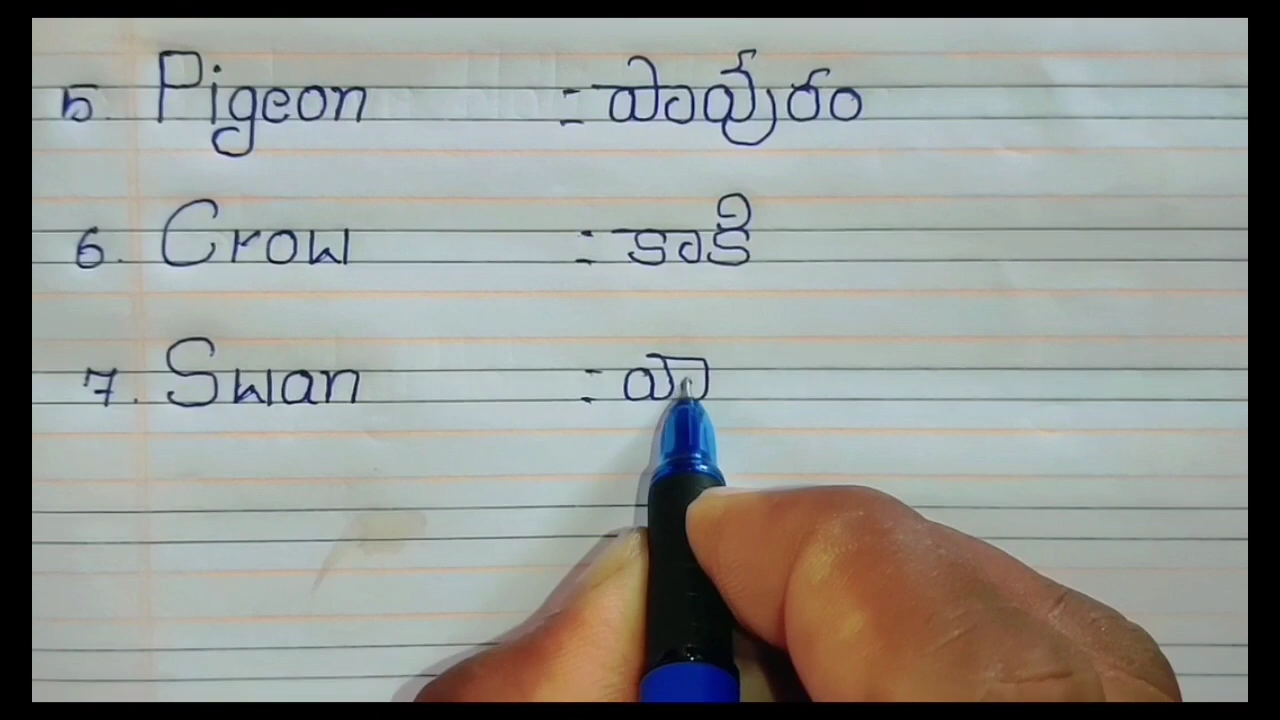 5. Pigeon : పావురం
6. Crow : కాకి
7. Swan :